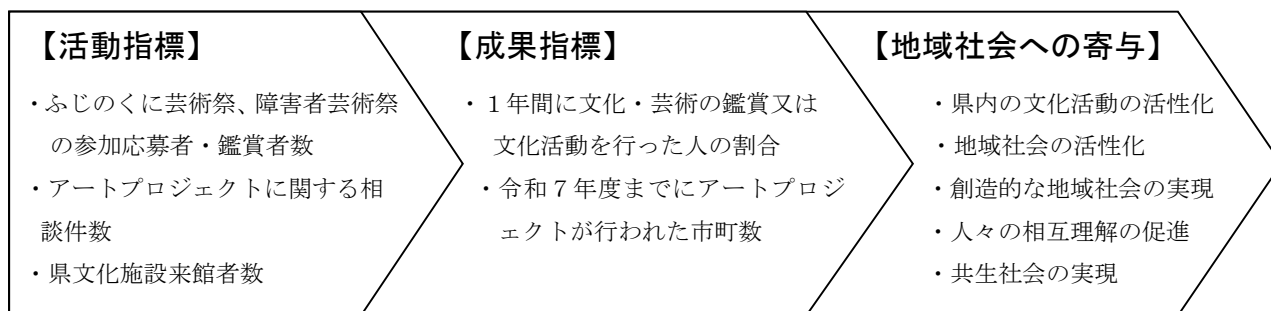 【活動指標】
・ふじのくに芸術祭、障害者芸術祭
の参加応募者・鑑賞者数
・アートプロジェクトに関する相
談件数
・県文化施設来館者数
【成果指標】
・１年間に文化・芸術の鑑賞又は
文化活動を行った人の割合
・令和７年度までにアートプロジ
ェクトが行われた市町数
【地域社会への寄与】
・県内の文化活動の活性化
・地域社会の活性化
・創造的な地域社会の実現
・人々の相互理解の促進
・共生社会の実現